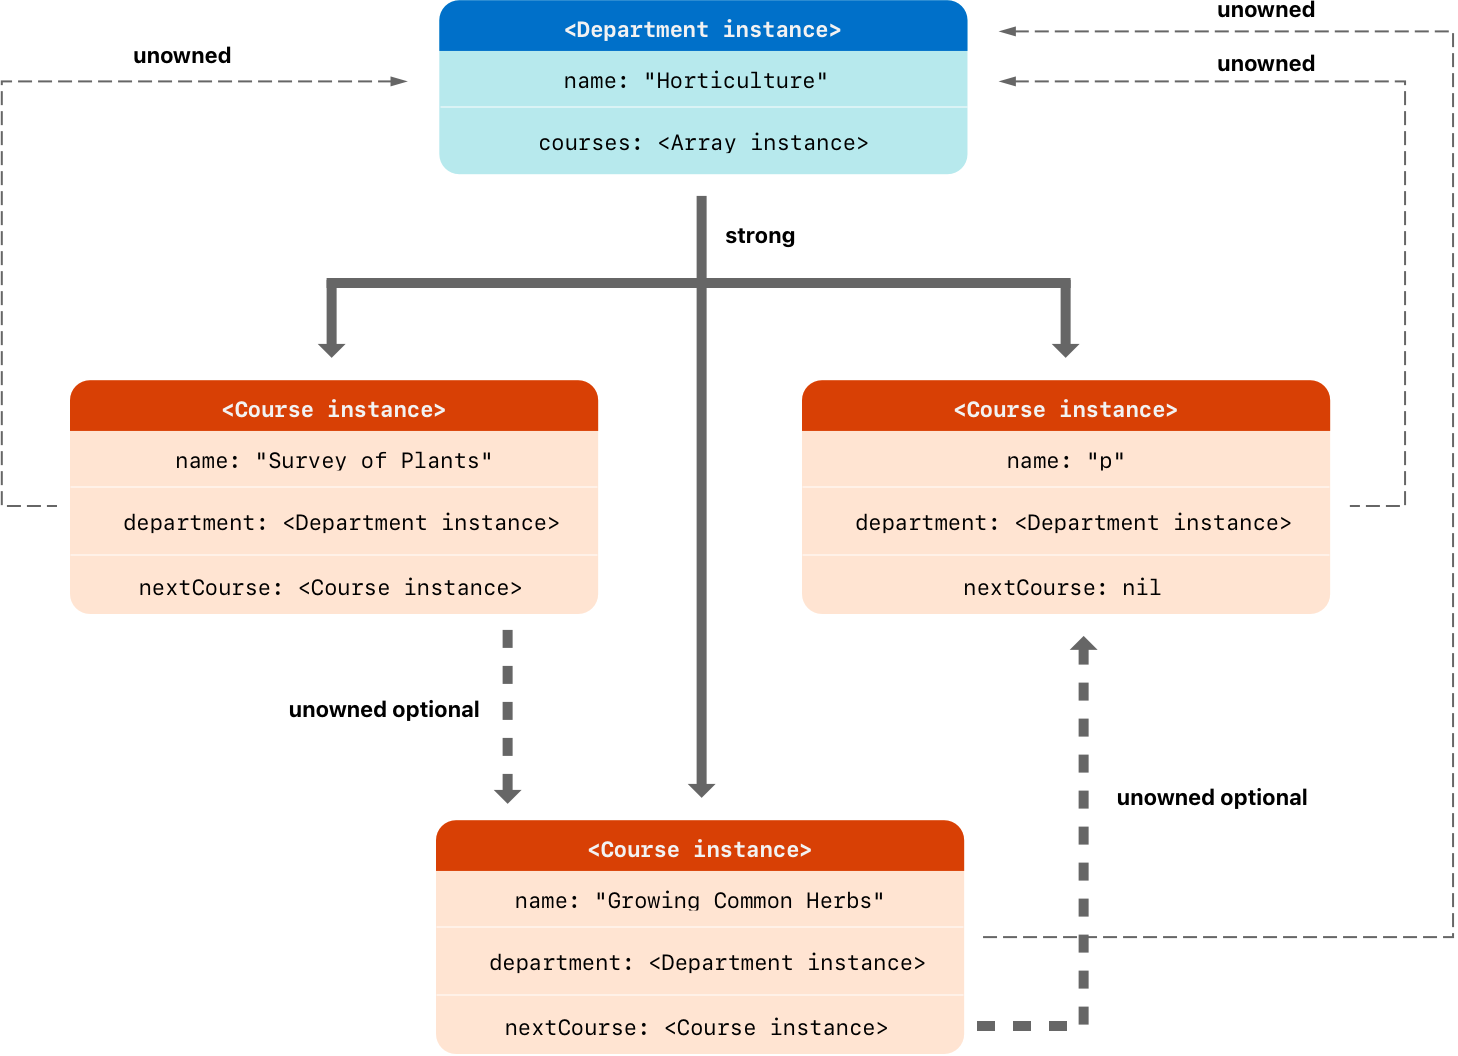 unowned
<Department instance>
unowned
name: "Horticulture"
unowned
courses: <Array instance>
strong
<Course instance>
name: "Survey of Plants"
department: <Department instance>
nextCourse: <Course instance>
<Course instance>
name: "p"
department: <Department instance>
nextCourse: nil
unowned optional
unowned optional
<Course instance>
name: "Growing Common Herbs"
department: <Department instance>
nextCourse: <Course instance>